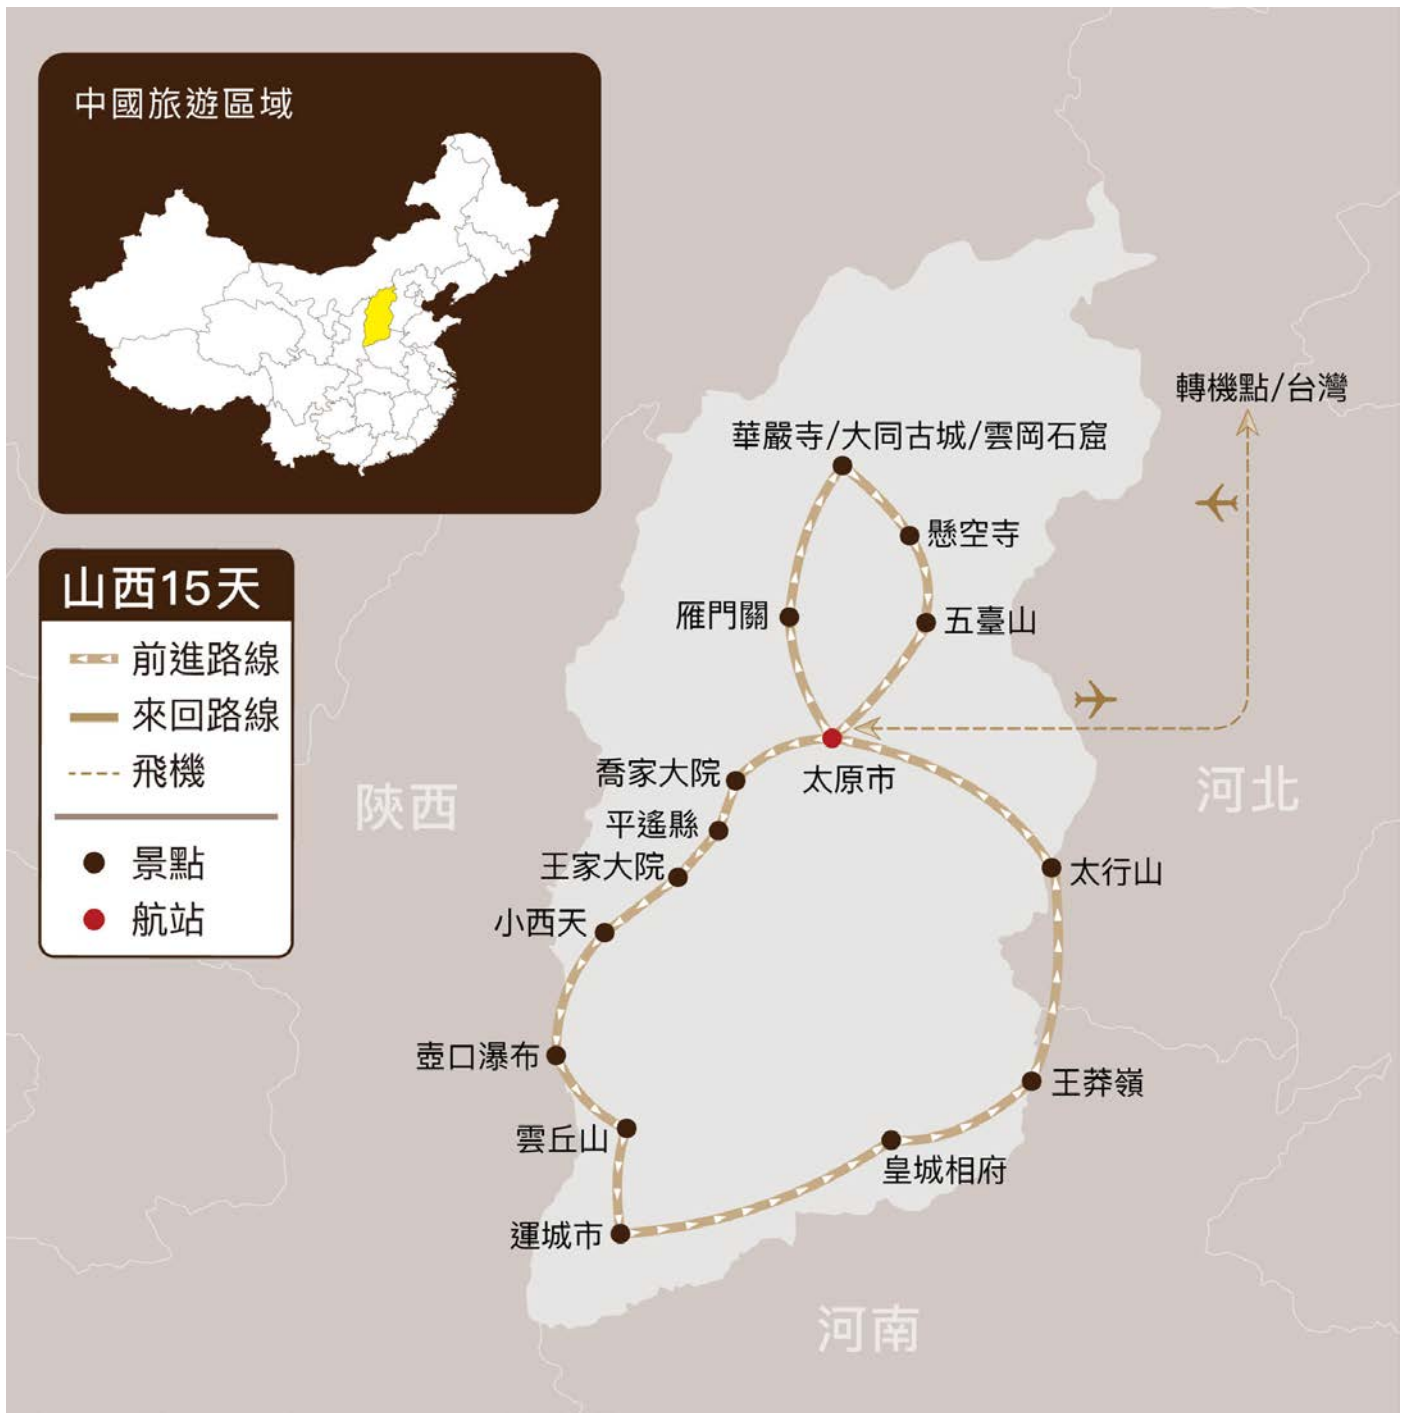 中國旅遊區域
轉機點/台灣
華嚴寺/大同古城/雲岡石窟
懸空寺
山西15天
前進路線
來回路線
飛機
景點
航站
雁門關
五臺山
太原市
喬家大院
平遙縣
王家大院
小西天
陝西
河北
太行山
壺口瀑布
王莽嶺
雲丘山
皇城相府
運城市
河南